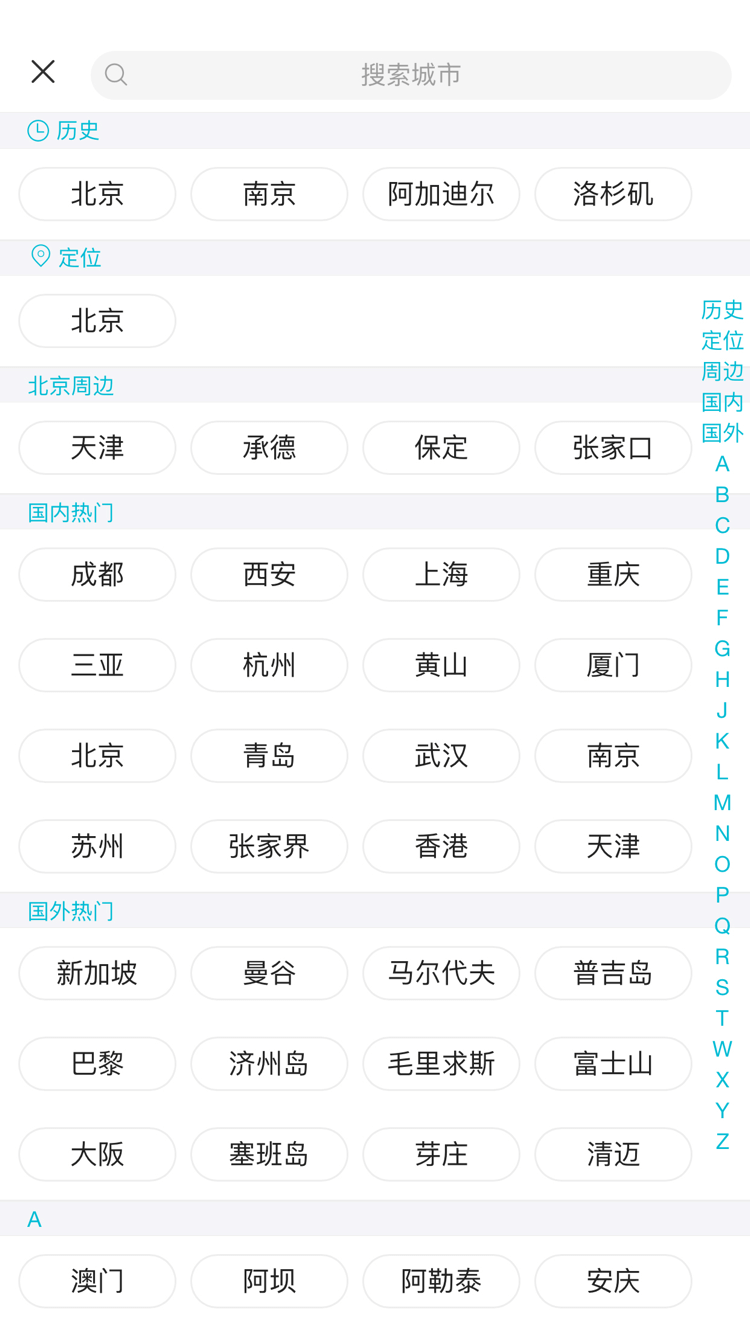 搜索城市
历史
北京 南京 阿加迪尔 洛杉矶
定位
北京
北京周边
天津 承德 保定 张家口
国内热门
成都 西安 上海 重庆
三亚 杭州 黄山 厦门
北京 青岛 武汉 南京
苏州 张家界 香港 天津
国外热门
新加坡 曼谷 马尔代夫 普吉岛
巴黎 济州岛 毛里求斯 富士山
大阪 塞班岛 芽庄 清迈
A
澳门 阿坝 阿勒泰 安庆
历史
定位
周边
国内
国外
A
B
C
D
E
F
G
H
J
K
L
M
N
O
P
Q
R
S
T
W
X
Y
Z